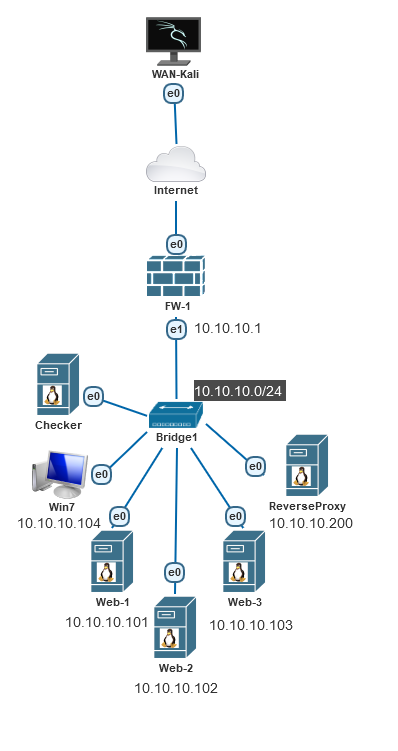 WAN-Kali
e0
Internet
e0
FW-1
e1
10.10.10.1
10.10.10.0/24
e0
Checker
Bridge1
e0
e0
Win7
ReverseProxy
10.10.10.104
10.10.10.200
e0
e0
e0
Web-1
Web-3
10.10.10.101
10.10.10.103
Web-2
10.10.10.102